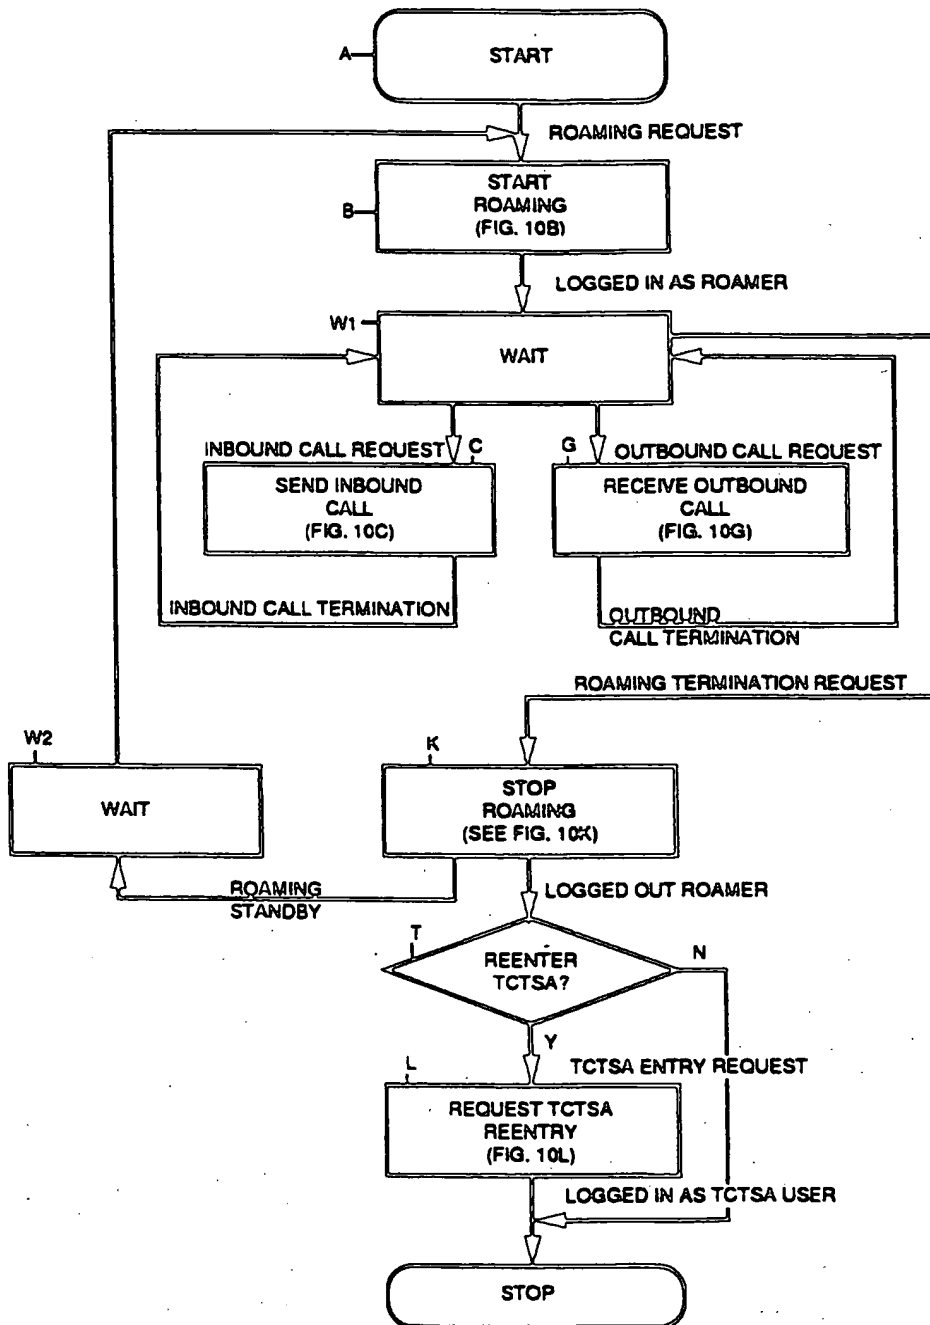 A
START
ROAMING REQUEST
B
START
ROAMING
(FIG. 10B)
LOGGED IN AS ROAMER
W1
WAIT
INBOUND CALL REQUEST
C
G
OUTBOUND CALL REQUEST
SEND INBOUND
CALL
(FIG. 10C)
RECEIVE OUTBOUND
CALL
(FIG. 10G)
INBOUND CALL TERMINATION
OUTBOUND
CALL TERMINATION
ROAMING TERMINATION REQUEST
W2
WAIT
K
STOP
ROAMING
(SEE FIG. 10K)
ROAMING
STANDBY
LOGGED OUT ROAMER
T
REENTER
TCTSA?
N
Y
TCTSA ENTRY REQUEST
L
REQUEST TCTSA
REENTRY
(FIG. 10L)
LOGGED IN AS TCTSA USER
STOP